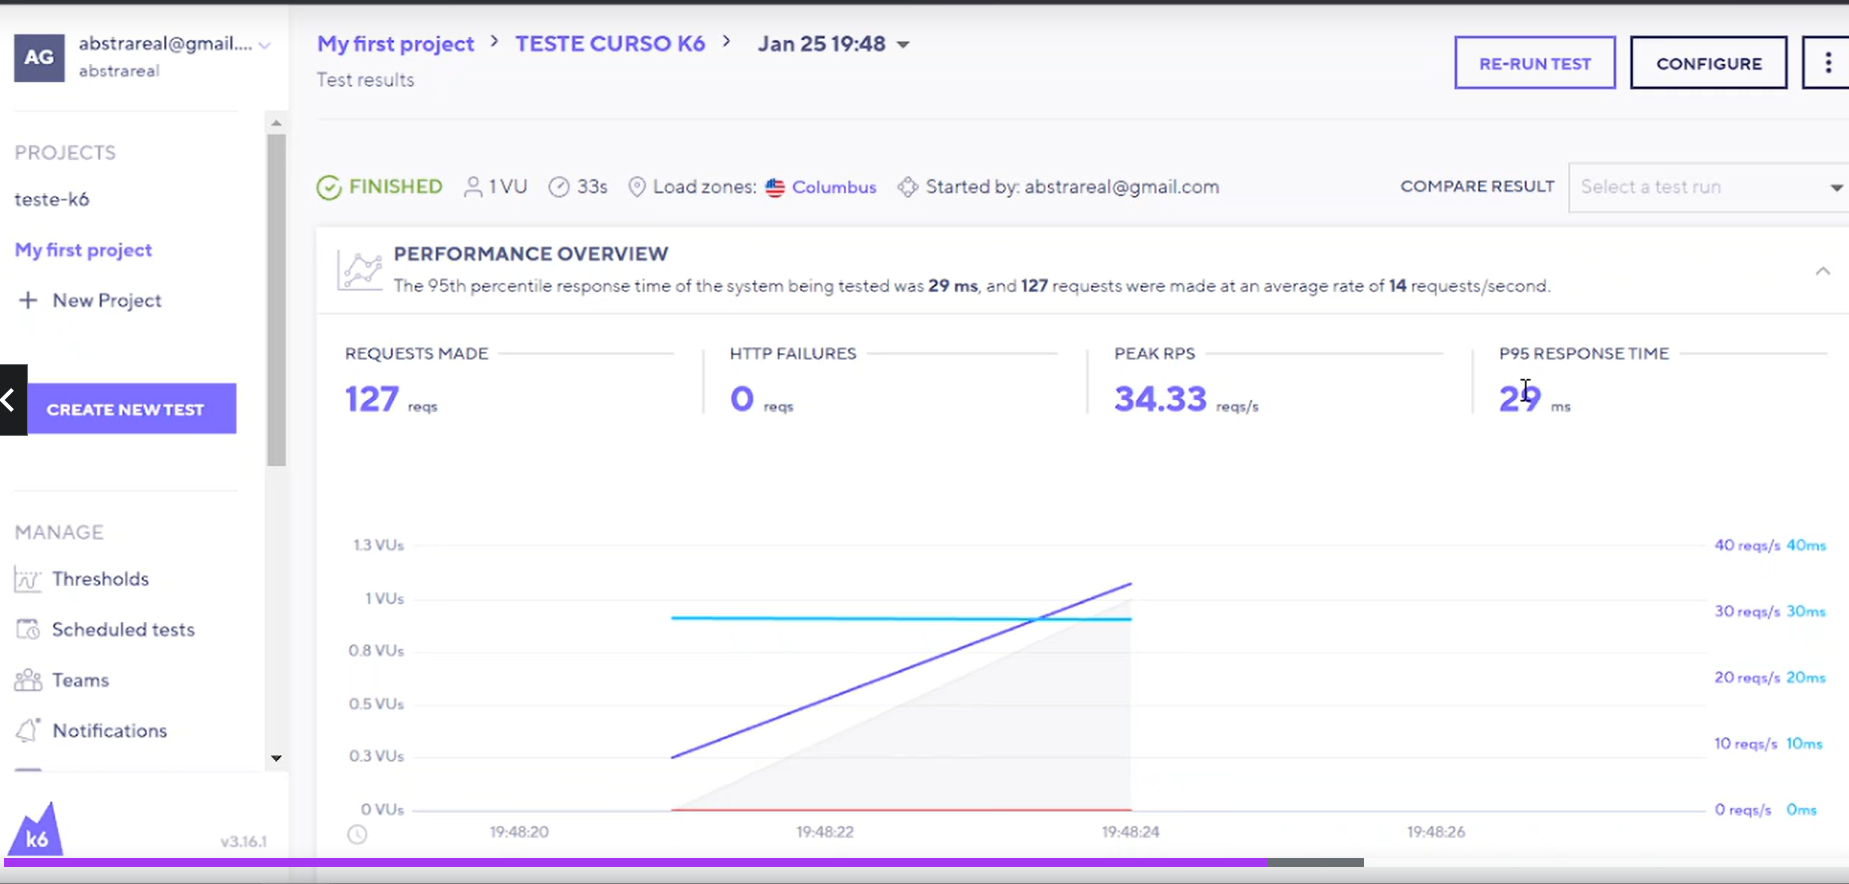 AG
abstrareal@gmail....
abstrareal
My first project > TESTE CURSO K6 > Jan 25 19:48
Test results
RE-RUN TEST
CONFIGURE
PROJECTS
teste-k6
My first project
+ New Project
CREATE NEW TEST
MANAGE
Thresholds
Scheduled tests
Teams
Notifications
k6
v3.16.1
FINISHED 1 VU 33s Load zones: Columbus Started by: abstrareal@gmail.com
COMPARE RESULT Select a test run
PERFORMANCE OVERVIEW
The 95th percentile response time of the system being tested was 29 ms, and 127 requests were made at an average rate of 14 requests/second.
REQUESTS MADE
127 reqs
HTTP FAILURES
0 reqs
PEAK RPS
34.33 reqs/s
P95 RESPONSE TIME
29 ms
1.3 VUs
1 VUs
0.8 VUs
0.5 VUs
0.3 VUs
0 VUs
40 reqs/s 40ms
30 reqs/s 30ms
20 reqs/s 20ms
10 reqs/s 10ms
0 reqs/s 0ms
19:48:20 19:48:22 19:48:24 19:48:26